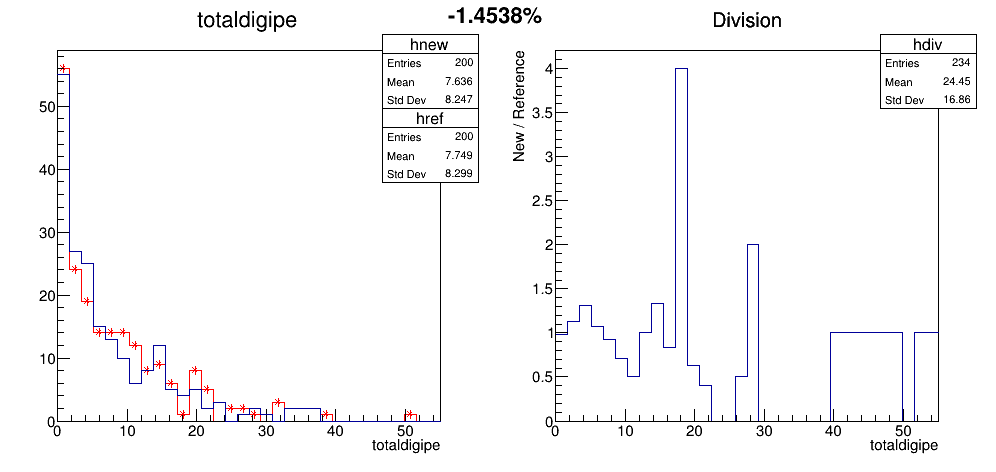 -1.4538%
totaldigipe
hnew
Entries 200
Mean 7.636
Std Dev 8.247
href
Entries 200
Mean 7.749
Std Dev 8.299
50
40
30
20
10
0
0 10 20 30 40 50
totaldigipe
Division
hdiv
Entries 234
Mean 24.45
Std Dev 16.86
New / Reference
4
3.5
3
2.5
2
1.5
1
0.5
0
0 10 20 30 40 50
totaldigipe